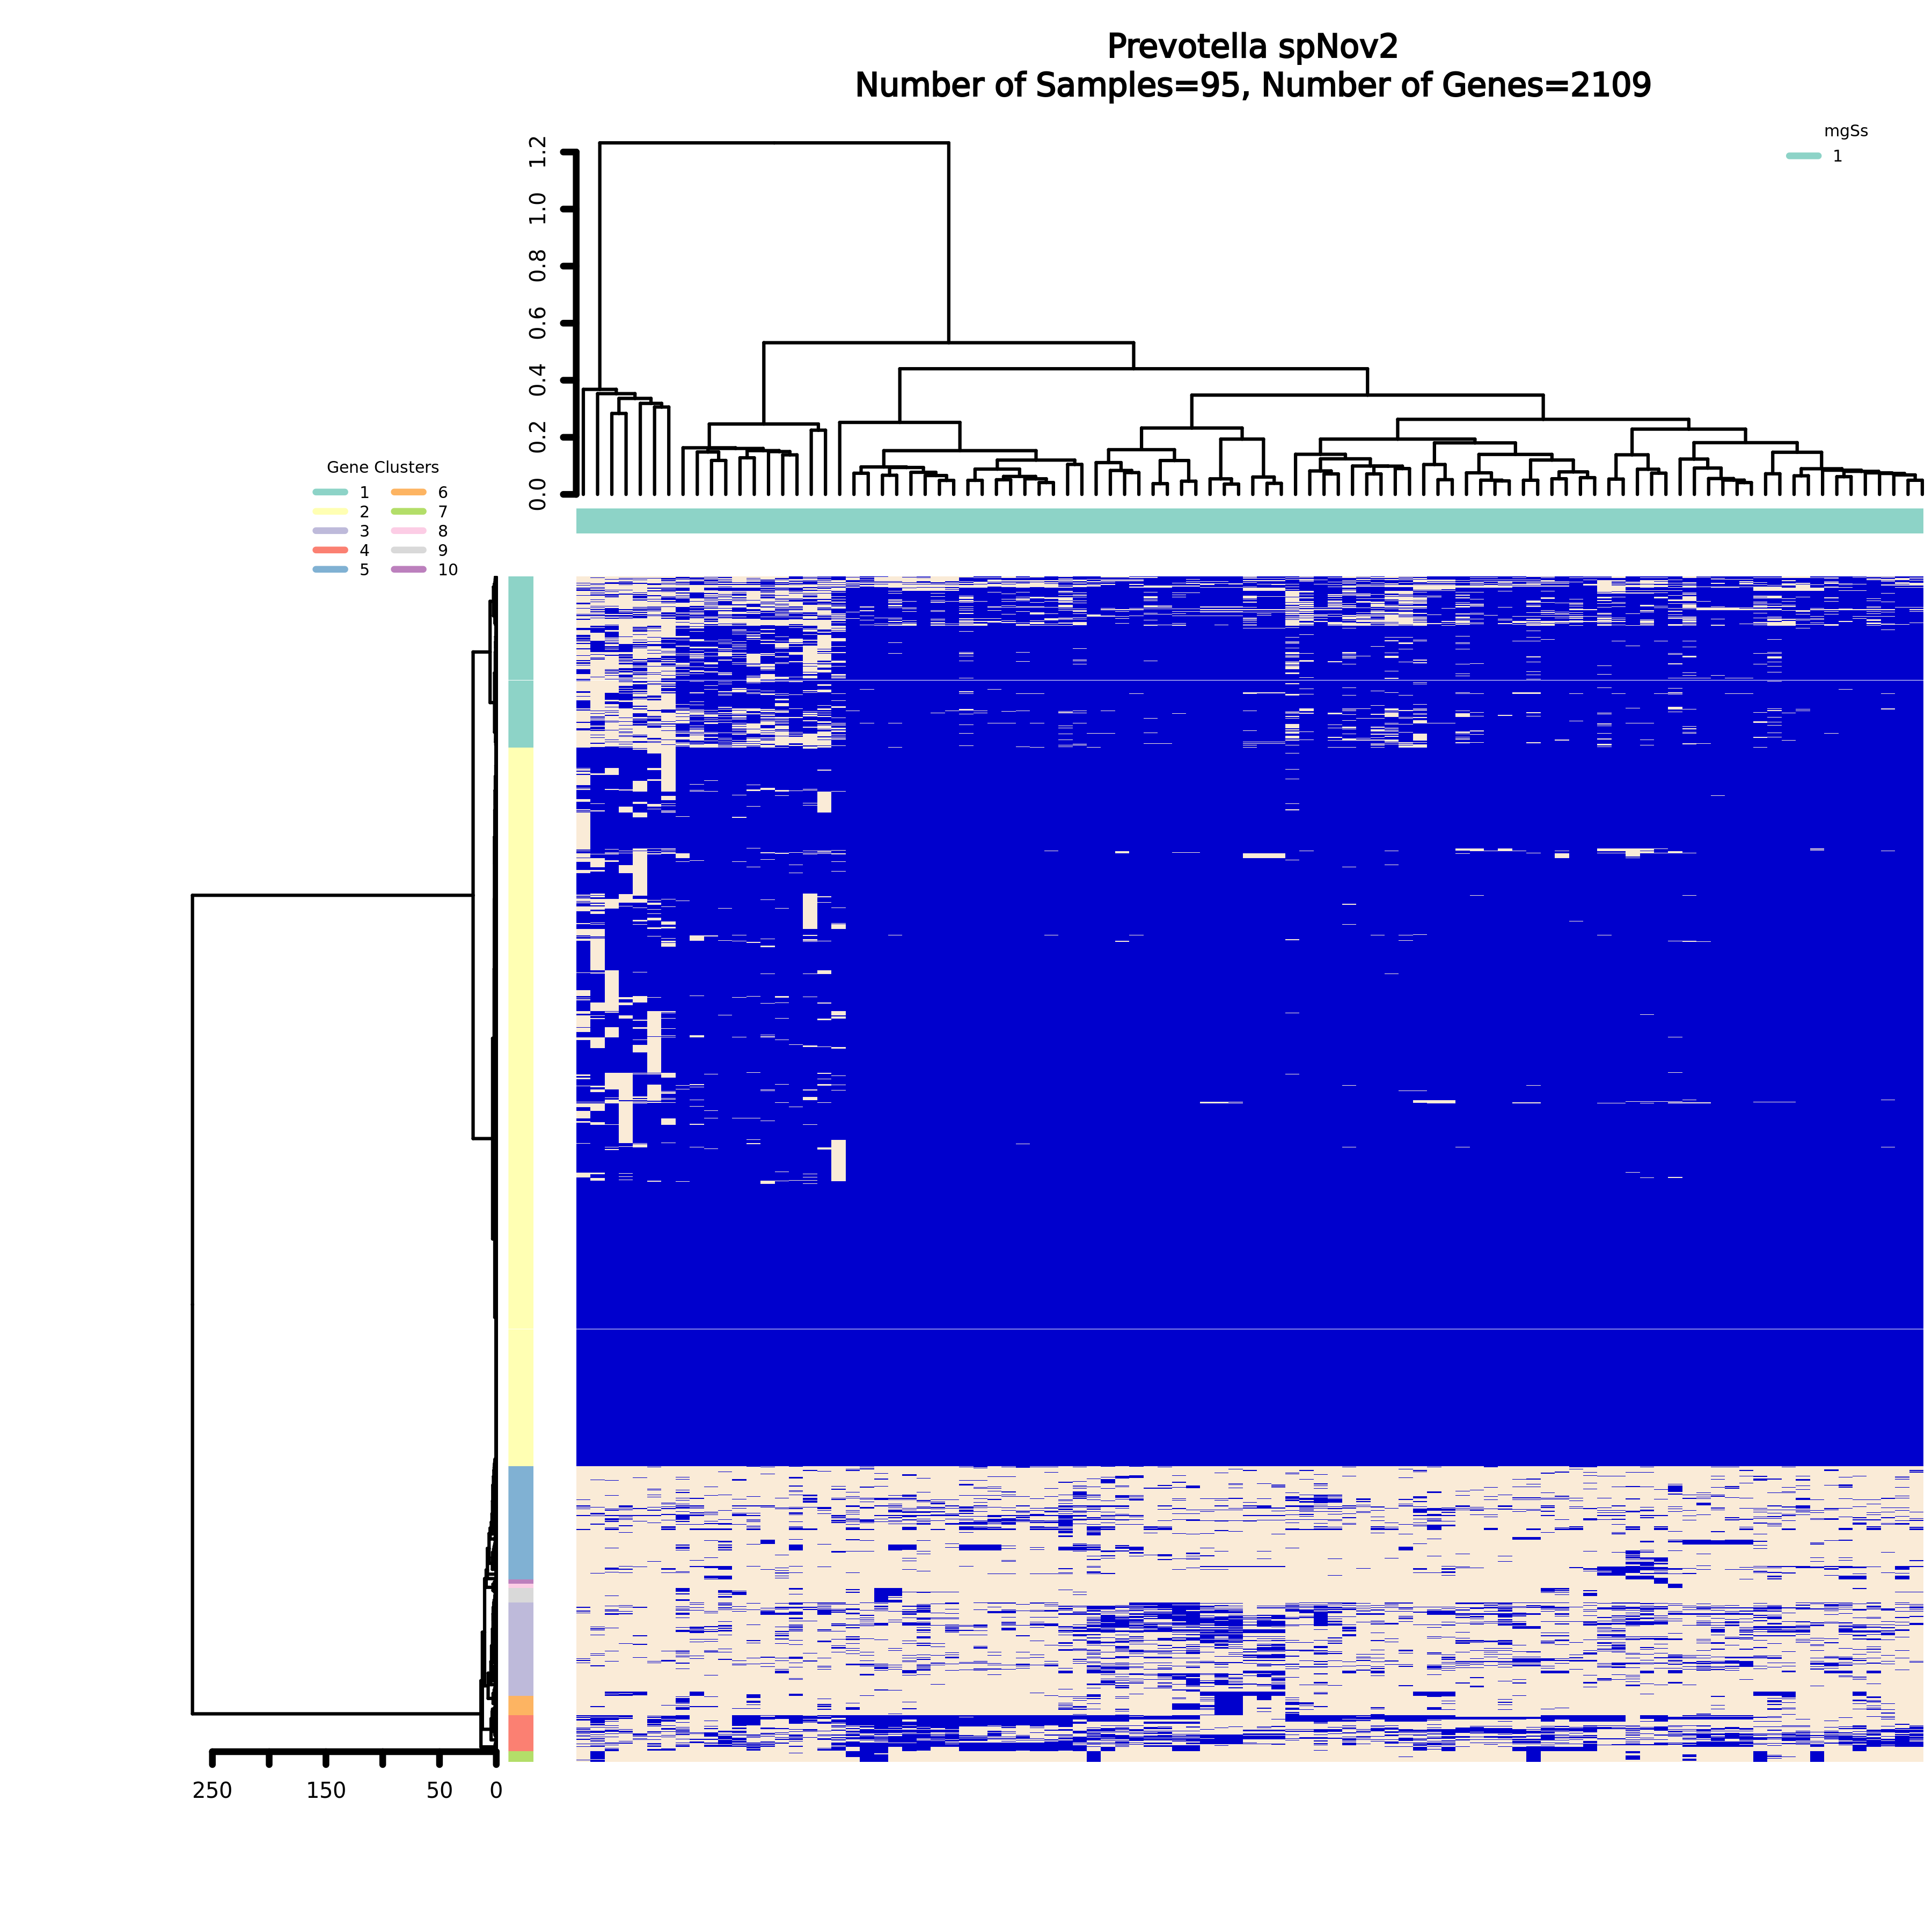 Prevotella spNov2
Number of Samples=95, Number of Genes=2109
mgSs
1
1.2
1.0
0.8
0.6
0.4
0.2
0.0
Gene Clusters
1 6
2 7
3 8
4 9
5 10
250 150 50 0